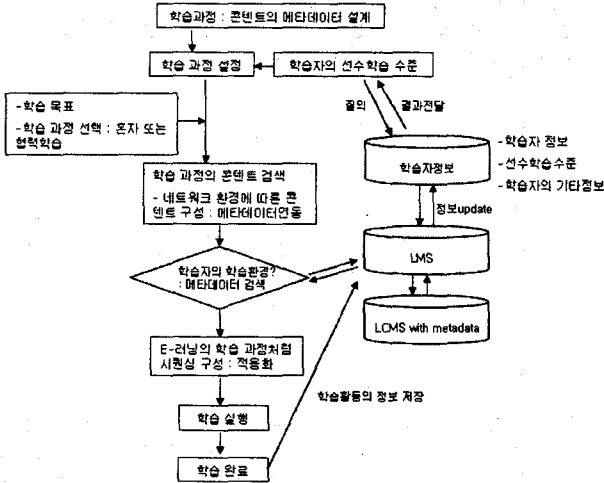 학습과정 : 콘텐트의 메타데이터 설계
학습 과정 설정
학습자의 선수학습 수준
-학습 목표
-학습 과정 선택 : 혼자 또는
협력학습
질의
결과전달
학습자정보
-학습자 정보
-선수학습수준
-학습자의 기타정보
학습 과정의 콘텐트 검색
- 네트워크 환경에 따른 콘
텐트 구성 : 메타데이터연동
정보update
LMS
학습자의 학습환경?
: 메타데이터 검색
LCMS with metadata
E-러닝의 학습 과정처럼
시퀀싱 구성 : 적용화
학습활동의 정보 저장
학습 실행
학습 완료